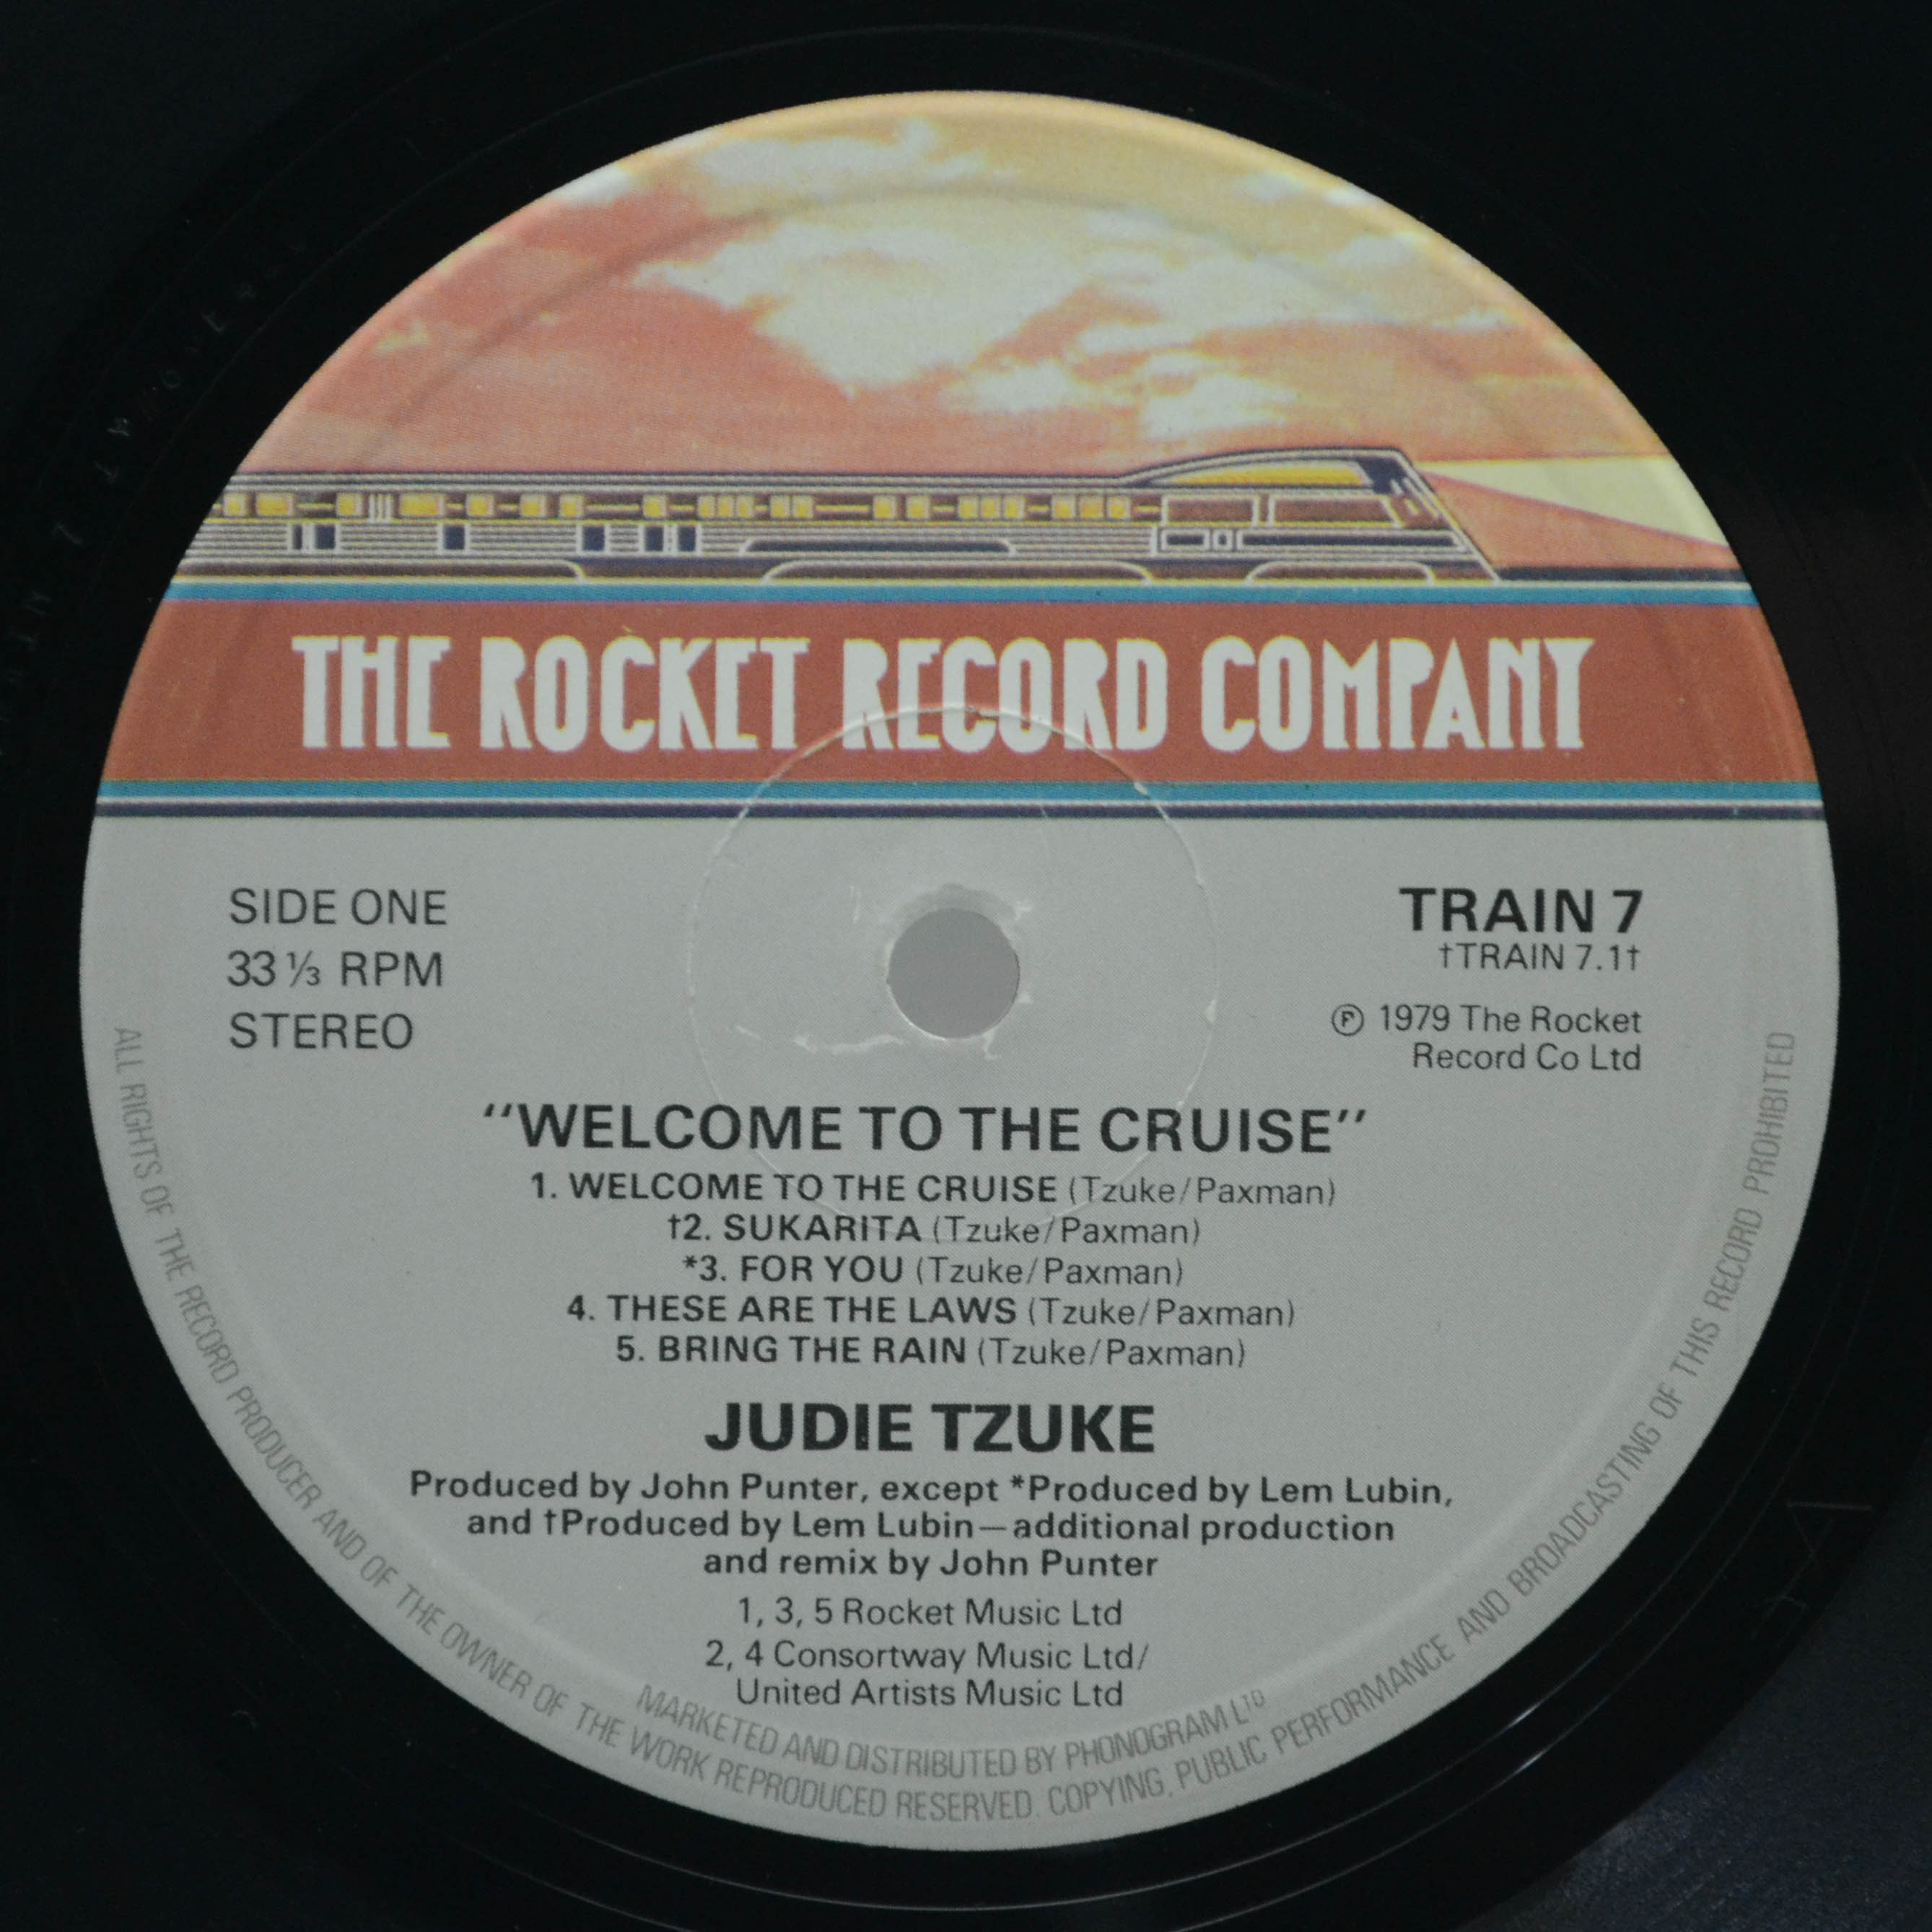 THE ROCKET RECORD COMPANY
SIDE ONE
33 ⅓ RPM
STEREO
TRAIN 7
†TRAIN 7.1†
Ⓟ 1979 The Rocket
Record Co Ltd
"WELCOME TO THE CRUISE"
1. WELCOME TO THE CRUISE (Tzuke/Paxman)
†2. SUKARITA (Tzuke/Paxman)
*3. FOR YOU (Tzuke/Paxman)
4. THESE ARE THE LAWS (Tzuke/Paxman)
5. BRING THE RAIN (Tzuke/Paxman)
JUDIE TZUKE
Produced by John Punter, except *Produced by Lem Lubin,
and †Produced by Lem Lubin—additional production
and remix by John Punter
1, 3, 5 Rocket Music Ltd
2, 4 Consortway Music Ltd/
United Artists Music Ltd
MARKETED AND DISTRIBUTED BY PHONOGRAM LTD
ALL RIGHTS OF THE RECORD PRODUCER AND OF THE OWNER OF THE WORK REPRODUCED RESERVED. COPYING, PUBLIC PERFORMANCE AND BROADCASTING OF THIS RECORD PROHIBITED